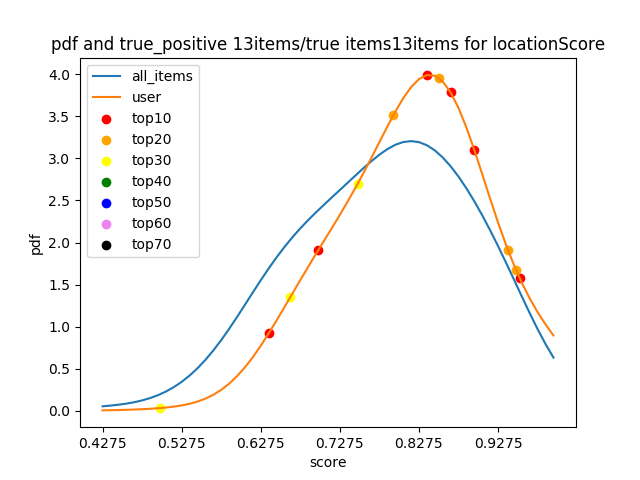 pdf and true_positive 13items/true items13items for locationScore
all_items
user
top10
top20
top30
top40
top50
top60
top70
4.0
3.5
3.0
2.5
2.0
1.5
1.0
0.5
0.0
pdf
0.4275 0.5275 0.6275 0.7275 0.8275 0.9275
score